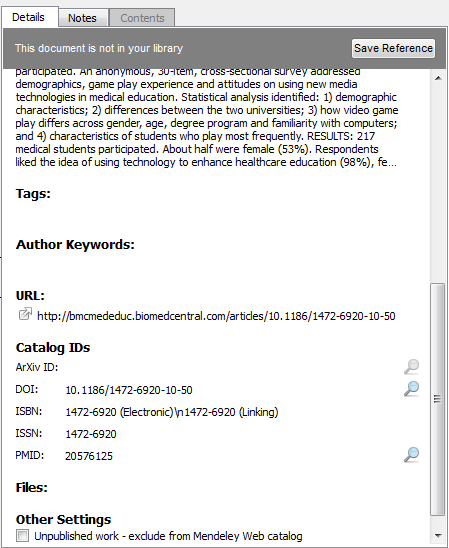 Details Notes Contents
This document is not in your library Save Reference
participated. An anonymous, 30-item, cross-sectional survey addressed
demographics, game play experience and attitudes on using new media
technologies in medical education. Statistical analysis identified: 1) demographic
characteristics; 2) differences between the two universities; 3) how video game
play differs across gender, age, degree program and familiarity with computers;
and 4) characteristics of students who play most frequently. RESULTS: 217
medical students participated. About half were female (53%). Respondents
liked the idea of using technology to enhance healthcare education (98%), fe...
Tags:
Author Keywords:
URL:
http://bmcmededuc.biomedcentral.com/articles/10.1186/1472-6920-10-50
Catalog IDs
ArXiv ID:
DOI: 10.1186/1472-6920-10-50
ISBN: 1472-6920 (Electronic)\n1472-6920 (Linking)
ISSN: 1472-6920
PMID: 20576125
Files:
Other Settings
Unpublished work - exclude from Mendeley Web catalog